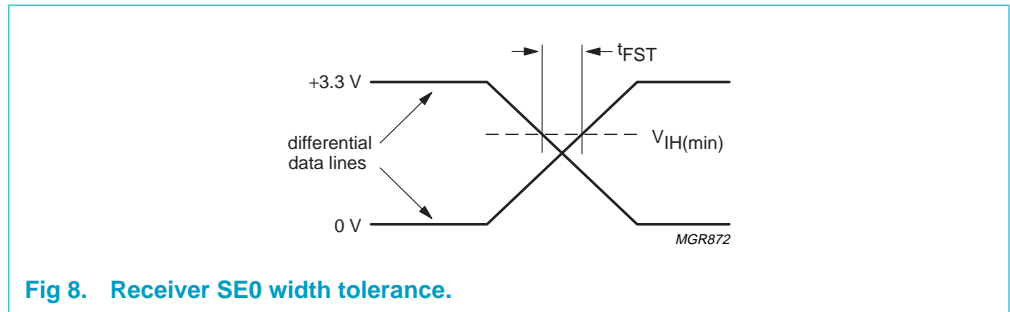 tFST
+3.3 V
VIH(min)
differential
data lines
0 V
MGR872
Fig 8. Receiver SE0 width tolerance.